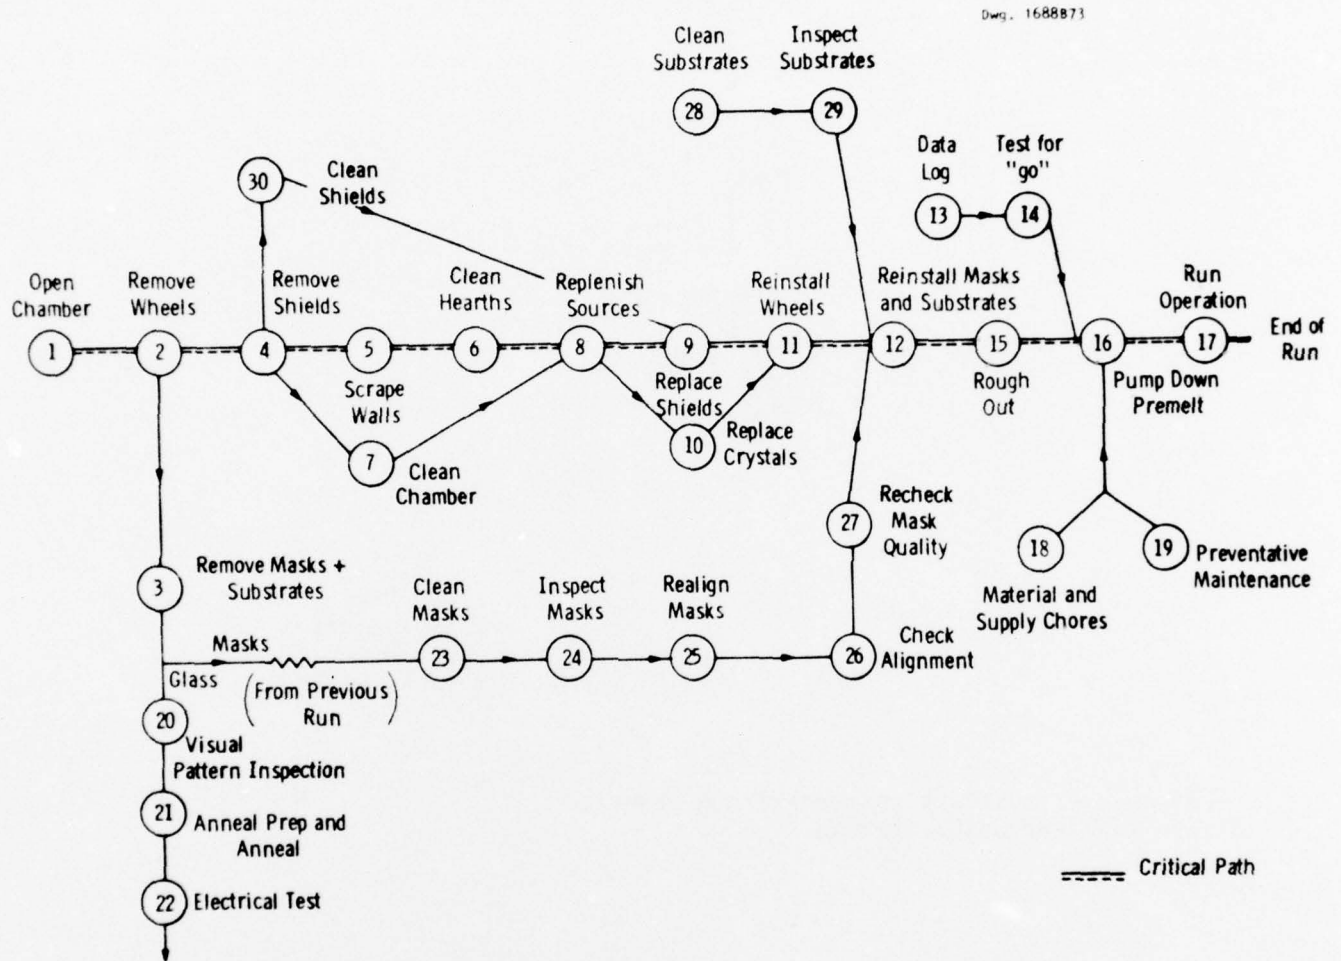 Dwg. 1688B73
Clean
Substrates
Inspect
Substrates
28
29
Data
Log
Test for
"go"
13
14
30
Clean
Shields
Open
Chamber
Remove
Wheels
Remove
Shields
Clean
Hearths
Replenish
Sources
Reinstall
Wheels
Reinstall Masks
and Substrates
Run
Operation
1
2
4
5
6
8
9
11
12
15
16
17
End of
Run
Scrape
Walls
Replace
Shields
Rough
Out
Pump Down
Premelt
7
Clean
Chamber
10
Replace
Crystals
27
Recheck
Mask
Quality
18
19
Preventative
Maintenance
Material and
Supply Chores
3
Remove Masks +
Substrates
Clean
Masks
Inspect
Masks
Realign
Masks
Masks
23
24
25
26
Check
Alignment
Glass
(From Previous
Run)
20
Visual
Pattern Inspection
21
Anneal Prep and
Anneal
22
Electrical Test
Critical Path